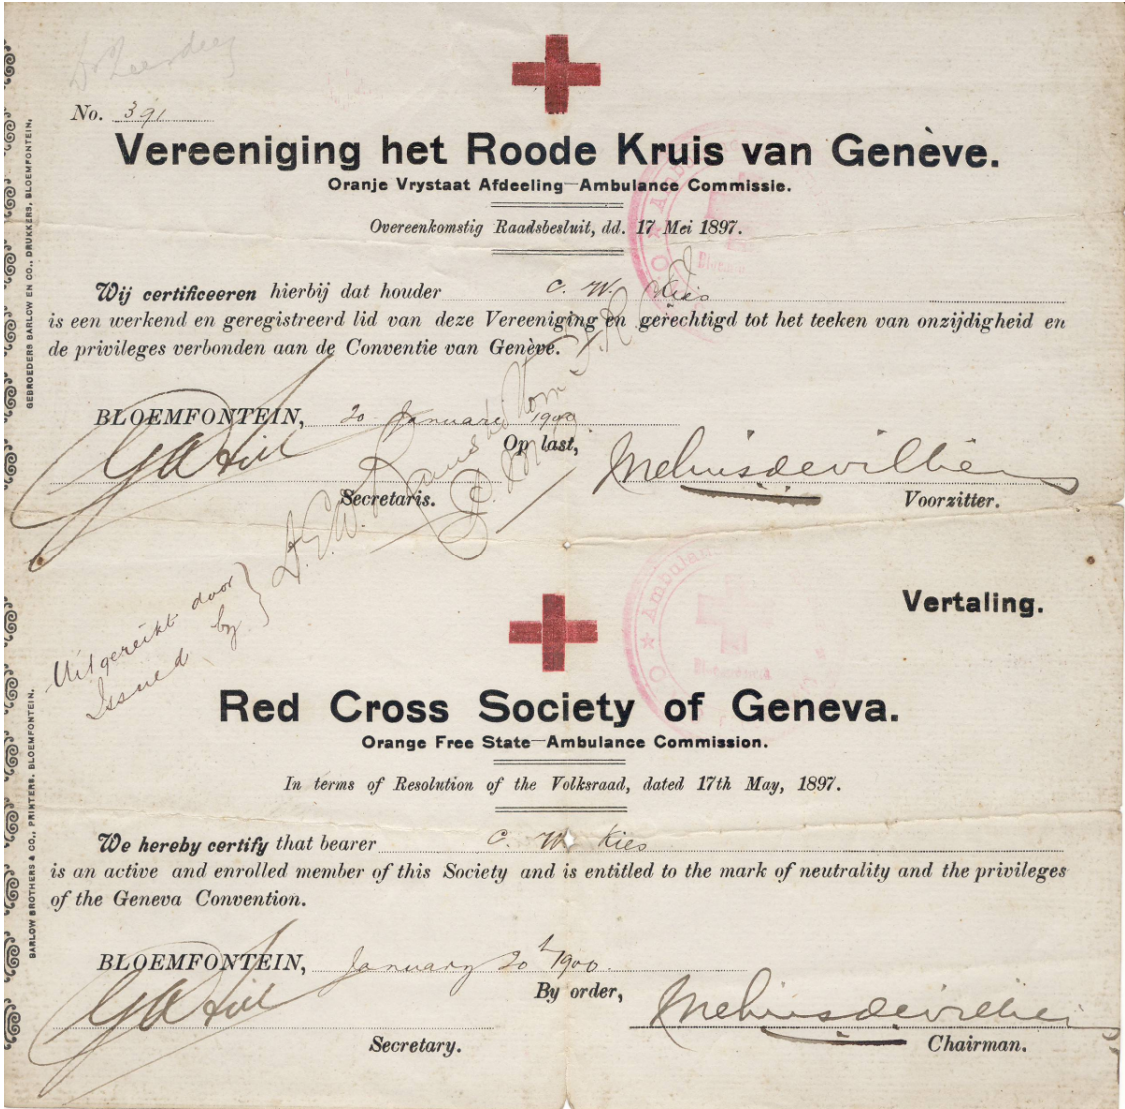 No. 391
Vereeniging het Roode Kruis van Genève.
Oranje Vrystaat Afdeeling—Ambulance Commissie.
Overeenkomstig Raadsbesluit, dd. 17 Mei 1897.
Wij certificeeren hierbij dat houder C. W. Kies
is een werkend en geregistreerd lid van deze Vereeniging en gerechtigd tot het teeken van onzijdigheid en
de privileges verbonden aan de Conventie van Genève.
BLOEMFONTEIN, 20 January 1900
Op last,
Secretaris.
Voorzitter.
GEBROEDERS BARLOW EN CO., DRUKKERS, BLOEMFONTEIN.
Uitgereikt door
Issued by
Vertaling.
Red Cross Society of Geneva.
Orange Free State—Ambulance Commission.
In terms of Resolution of the Volksraad, dated 17th May, 1897.
We hereby certify that bearer C. W. Kies
is an active and enrolled member of this Society and is entitled to the mark of neutrality and the privileges
of the Geneva Convention.
BLOEMFONTEIN, January 20th 1900.
By order,
Secretary.
Chairman.
BARLOW BROTHERS & CO., PRINTERS, BLOEMFONTEIN.